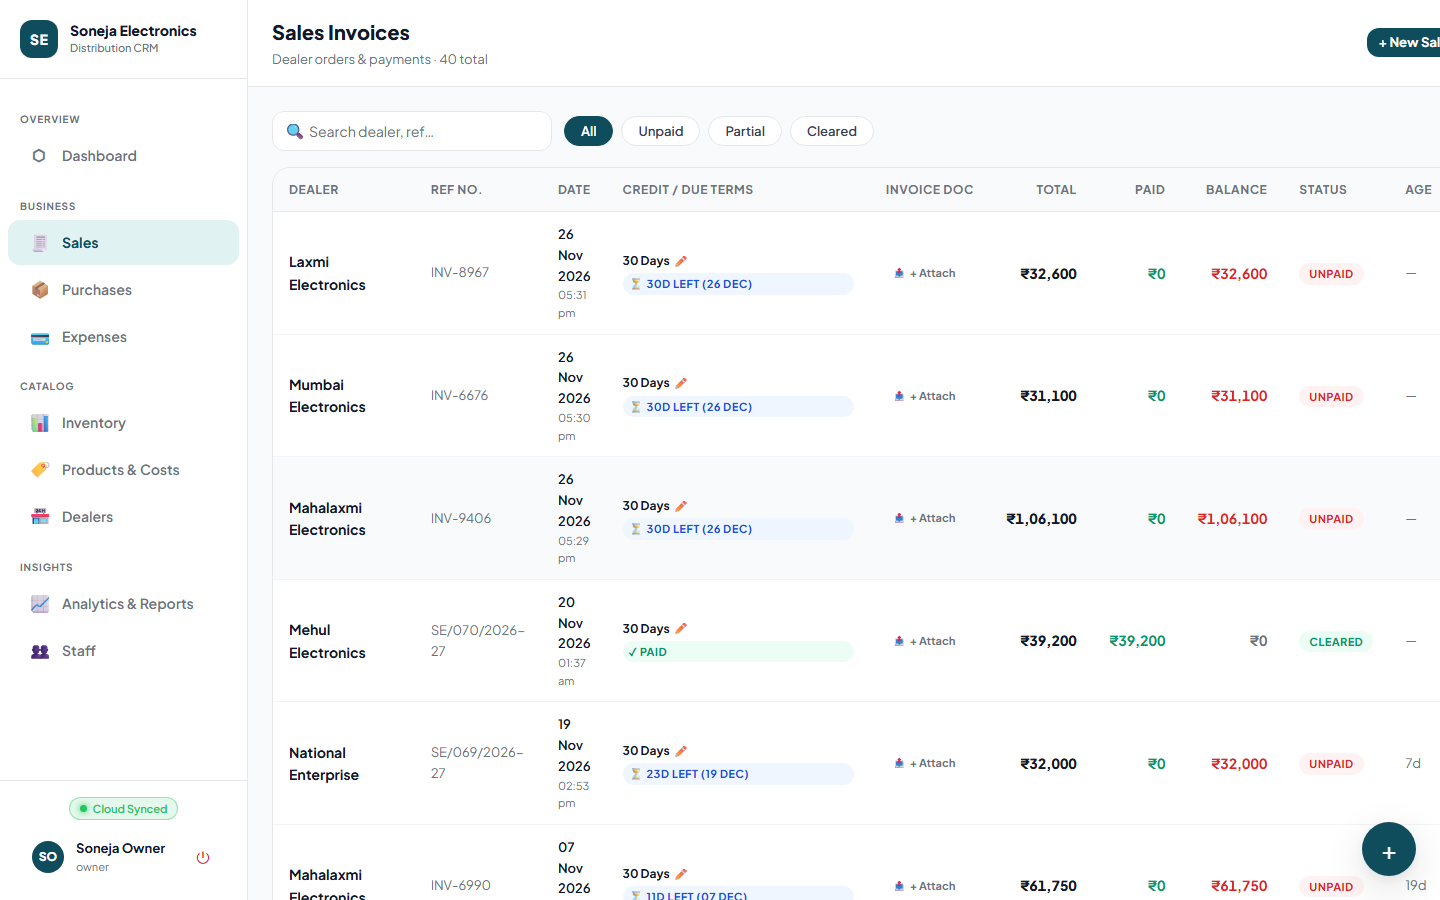 SE
Soneja Electronics
Distribution CRM
OVERVIEW
Dashboard
BUSINESS
Sales
Purchases
Expenses
CATALOG
Inventory
Products & Costs
Dealers
INSIGHTS
Analytics & Reports
Staff
Cloud Synced
SO
Soneja Owner
owner
Sales Invoices
Dealer orders & payments · 40 total
+ New Sal
Search dealer, ref...
All
Unpaid
Partial
Cleared
DEALER REF NO. DATE CREDIT / DUE TERMS INVOICE DOC TOTAL PAID BALANCE STATUS AGE
Laxmi
Electronics
INV-8967
26
Nov
2026
05:31
pm
30 Days
30D LEFT (26 DEC)
+ Attach
₹32,600
₹0
₹32,600
UNPAID
—
Mumbai
Electronics
INV-6676
26
Nov
2026
05:30
pm
30 Days
30D LEFT (26 DEC)
+ Attach
₹31,100
₹0
₹31,100
UNPAID
—
Mahalaxmi
Electronics
INV-9406
26
Nov
2026
05:29
pm
30 Days
30D LEFT (26 DEC)
+ Attach
₹1,06,100
₹0
₹1,06,100
UNPAID
—
Mehul
Electronics
SE/070/2026-
27
20
Nov
2026
01:37
am
30 Days
✓ PAID
+ Attach
₹39,200
₹39,200
₹0
CLEARED
—
National
Enterprise
SE/069/2026-
27
19
Nov
2026
02:53
pm
30 Days
23D LEFT (19 DEC)
+ Attach
₹32,000
₹0
₹32,000
UNPAID
7d
Mahalaxmi
Electronics
INV-6990
07
Nov
2026
30 Days
11D LEFT (07 DEC)
+ Attach
₹61,750
₹0
₹61,750
UNPAID
19d
+